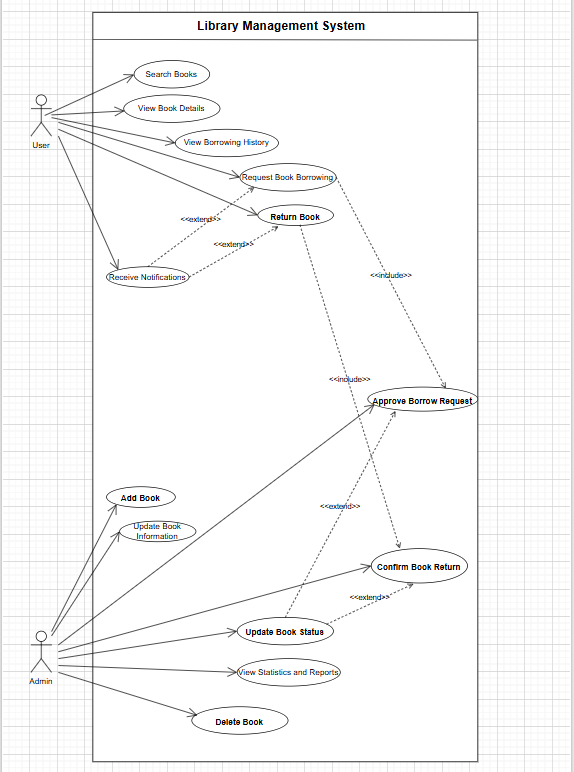 Library Management System
Search Books
View Book Details
User
View Borrowing History
Request Book Borrowing
Return Book
<<extend>>
<<extend>>
Receive Notifications
<<include>>
<<include>>
Approve Borrow Request
Add Book
<<extend>>
Update Book
Information
Confirm Book Return
<<extend>>
Update Book Status
View Statistics and Reports
Admin
Delete Book